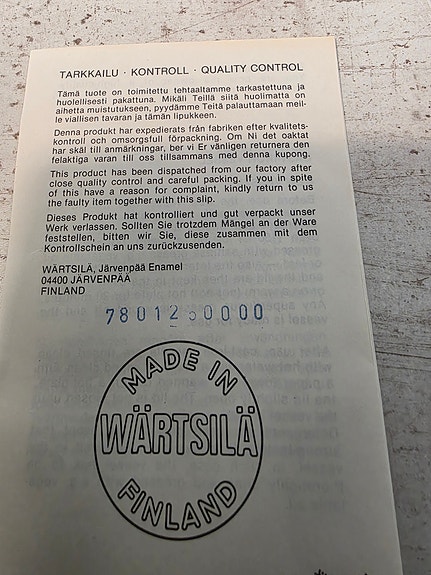 TARKKAILU · KONTROLL · QUALITY CONTROL
Tämä tuote on toimitettu tehtaaltamme tarkastettuna ja
huolellisesti pakattuna. Mikäli Teillä siitä huolimatta on
aihetta muistutukseen, pyydämme Teitä palauttamaan meil-
le viallisen tavaran ja tämän lipukkeen.
Denna produkt har expedierats från fabriken efter kvalitets-
kontroll och omsorgsfull förpackning. Om Ni det oaktat
har skäl till anmärkningar, ber vi Er vänligen returnera den
felaktiga varan till oss tillsammans med denna kupong.
This product has been dispatched from our factory after
close quality control and careful packing. If you in spite
of this have a reason for complaint, kindly return to us
the faulty item together with this slip.
Dieses Produkt hat kontrolliert und gut verpackt unser
Werk verlassen. Sollten Sie trotzdem Mängel an der Ware
feststellen, bitten wir Sie, diese zusammen mit dem
Kontrollschein an uns zurückzusenden.
WÄRTSILÄ, Järvenpää Enamel
04400 JÄRVENPÄÄ
FINLAND
MADE IN
WÄRTSILÄ
FINLAND